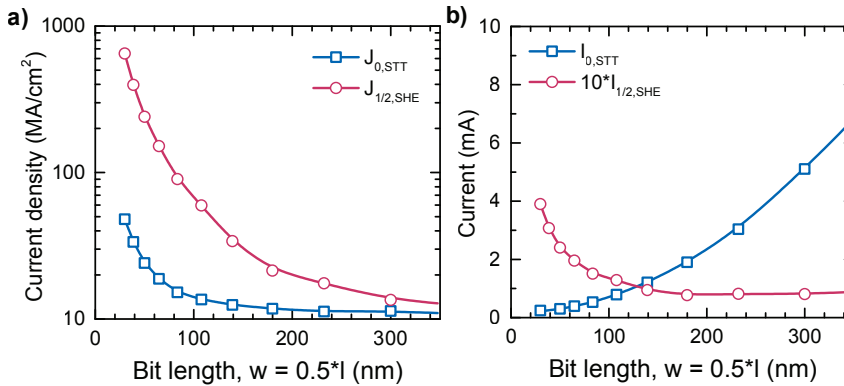 a)
1000
100
10
Current density (MA/cm²)
J0,STT
J1/2,SHE
0
100
200
300
Bit length, w = 0.5*l (nm)
b)
10
8
6
4
2
0
Current (mA)
I0,STT
10*I1/2,SHE
0
100
200
300
Bit length, w = 0.5*l (nm)